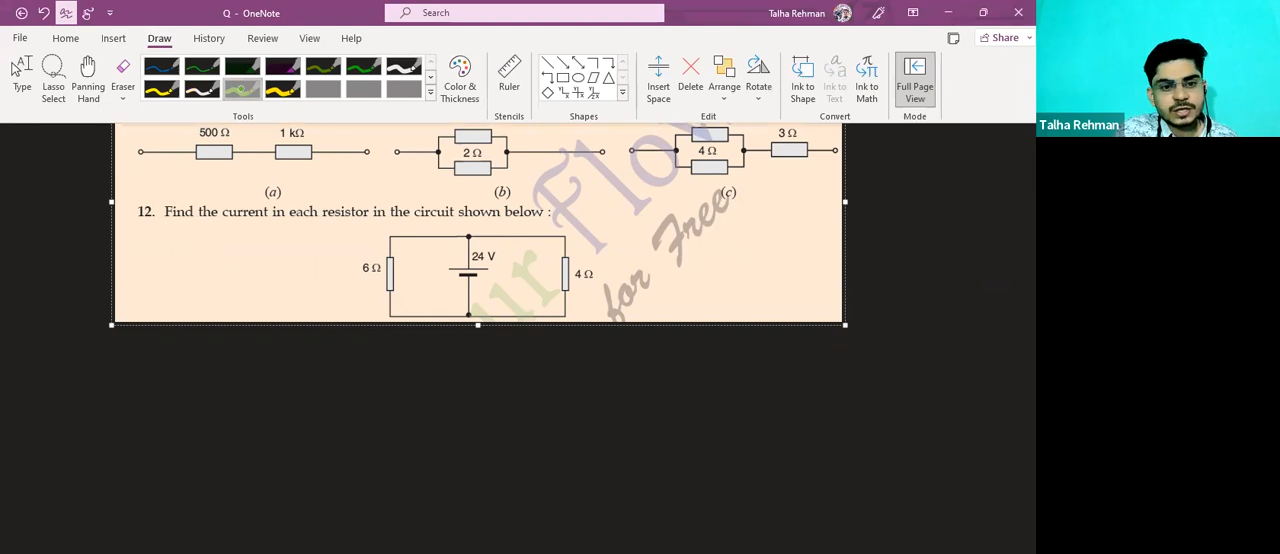 Q - OneNote
Search
Talha Rehman
File Home Insert Draw History Review View Help
Share
Type
Lasso Select
Panning Hand
Eraser
Color & Thickness
Ruler
Insert Space
Arrange
Rotate
Ink to Shape
Ink to Text
Ink to Math
Full Page View
Tools
Stencils
Shapes
Edit
Convert
Mode
Talha Rehman
500 Ω 1 kΩ
2 Ω
4 Ω
3 Ω
(a) (b) (c)
12. Find the current in each resistor in the circuit shown below :
6 Ω
24 V
4 Ω
ur Flow
for Free